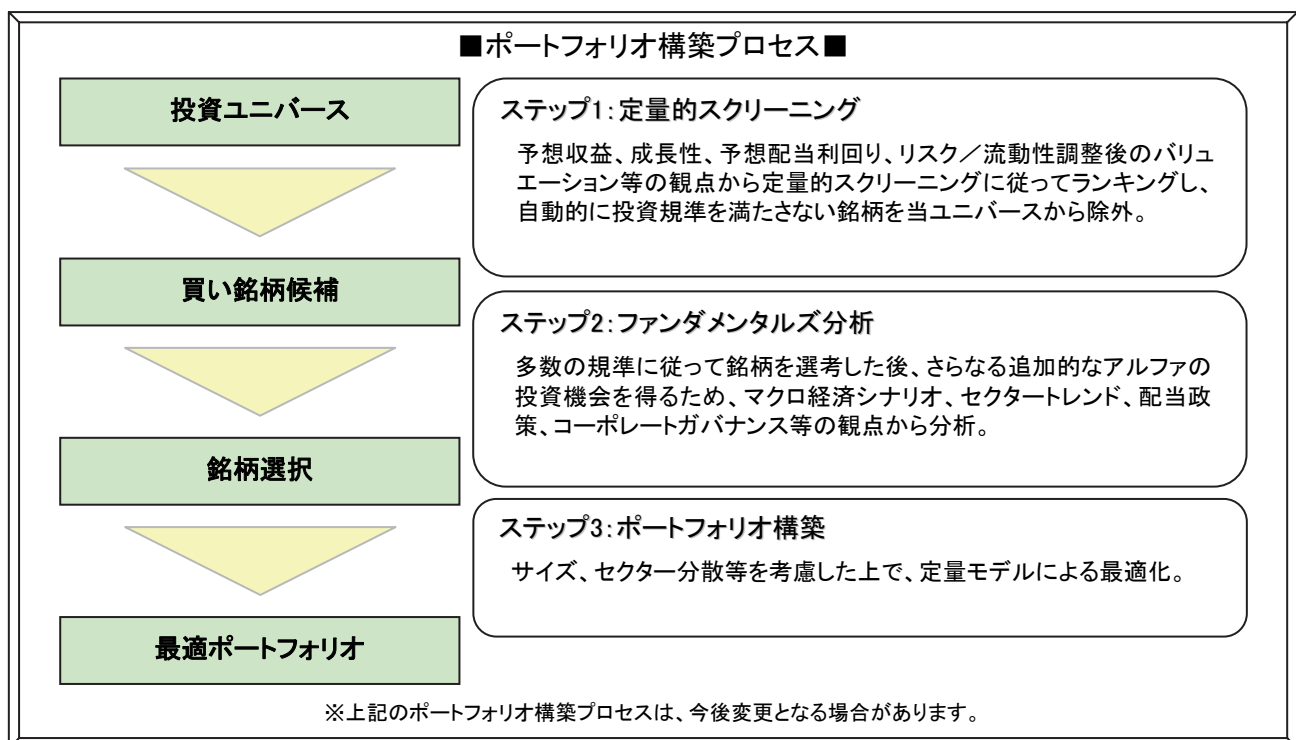 ■ポートフォリオ構築プロセス■
投資ユニバース
ステップ1:定量的スクリーニング
予想収益、成長性、予想配当利回り、リスク／流動性調整後のバリュ
エーション等の観点から定量的スクリーニングに従ってランキングし、
自動的に投資規準を満たさない銘柄を当ユニバースから除外。
買い銘柄候補
ステップ2:ファンダメンタルズ分析
多数の規準に従って銘柄を選考した後、さらなる追加的なアルファの
投資機会を得るため、マクロ経済シナリオ、セクタートレンド、配当政
策、コーポレートガバナンス等の観点から分析。
銘柄選択
ステップ3:ポートフォリオ構築
サイズ、セクター分散等を考慮した上で、定量モデルによる最適化。
最適ポートフォリオ
※上記のポートフォリオ構築プロセスは、今後変更となる場合があります。